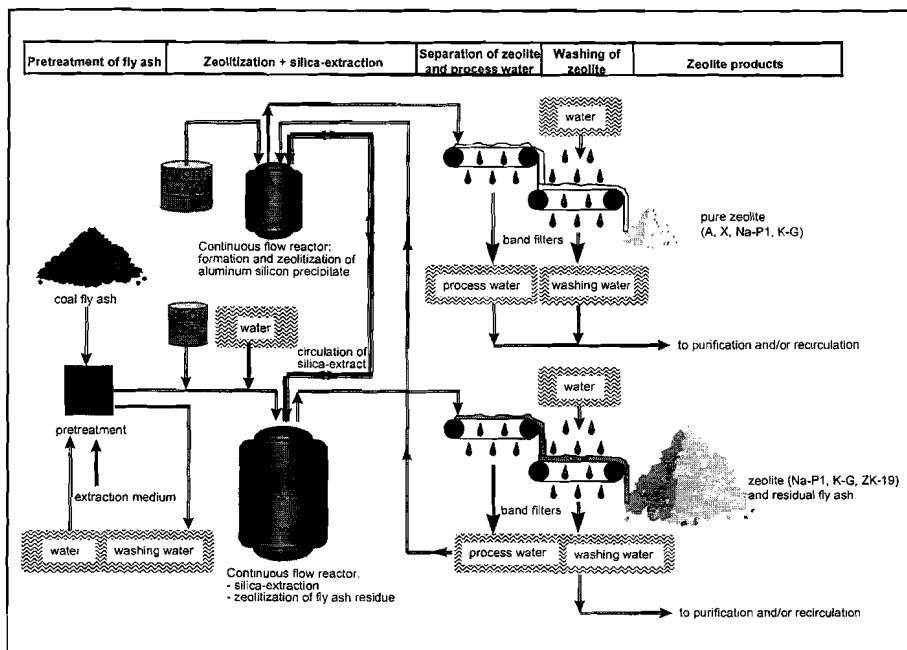 Pretreatment of fly ash
Zeolitization + silica-extraction
Separation of zeolite
and process water
Washing of
zeolite
Zeolite products
water
Continuous flow reactor:
formation and zeolitization of
aluminum silicon precipilate
pure zeolite
(A, X, Na-P1, K-G)
band filters
process water
washing water
coal fly ash
water
circulation of
silica-extract
to purification and/or recirculation
water
pretreatment
extraction medium
zeolite (Na-P1, K-G, ZK-19)
and residual fly ash
band filters
water
washing water
process water
washing water
Continuous flow reactor.
- silica-extraction
- zeolitization of fly ash residue
to purification and/or recirculation